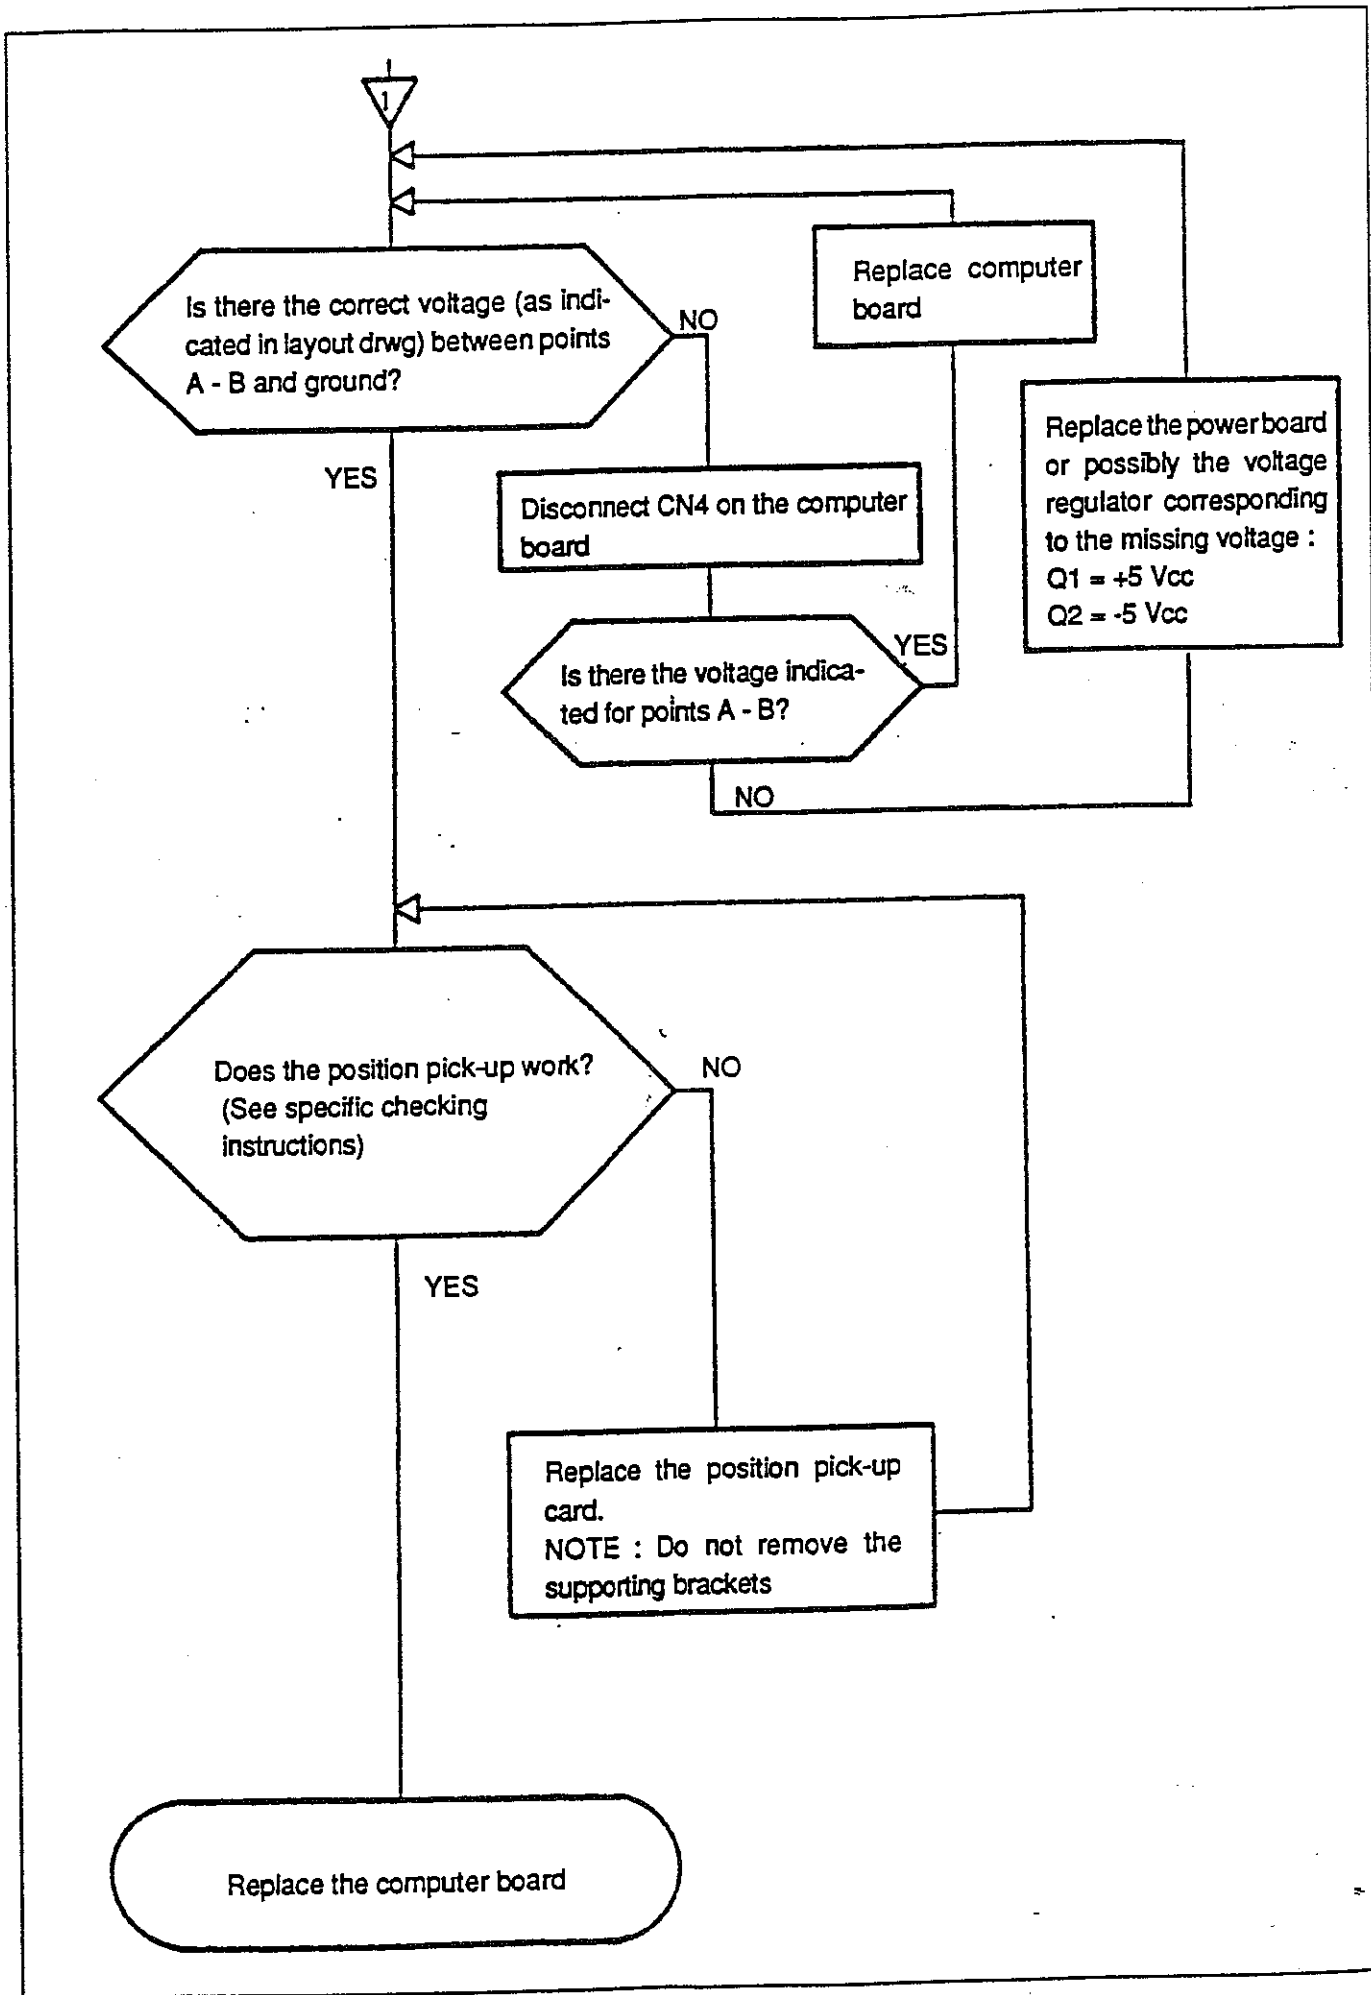 1
Is there the correct voltage (as indi-
cated in layout drwg) between points
A - B and ground?
NO
YES
Replace computer
board
Disconnect CN4 on the computer
board
Replace the power board
or possibly the voltage
regulator corresponding
to the missing voltage :
Q1 = +5 Vcc
Q2 = -5 Vcc
Is there the voltage indica-
ted for points A - B?
YES
NO
Does the position pick-up work?
(See specific checking
instructions)
NO
YES
Replace the position pick-up
card.
NOTE : Do not remove the
supporting brackets
Replace the computer board